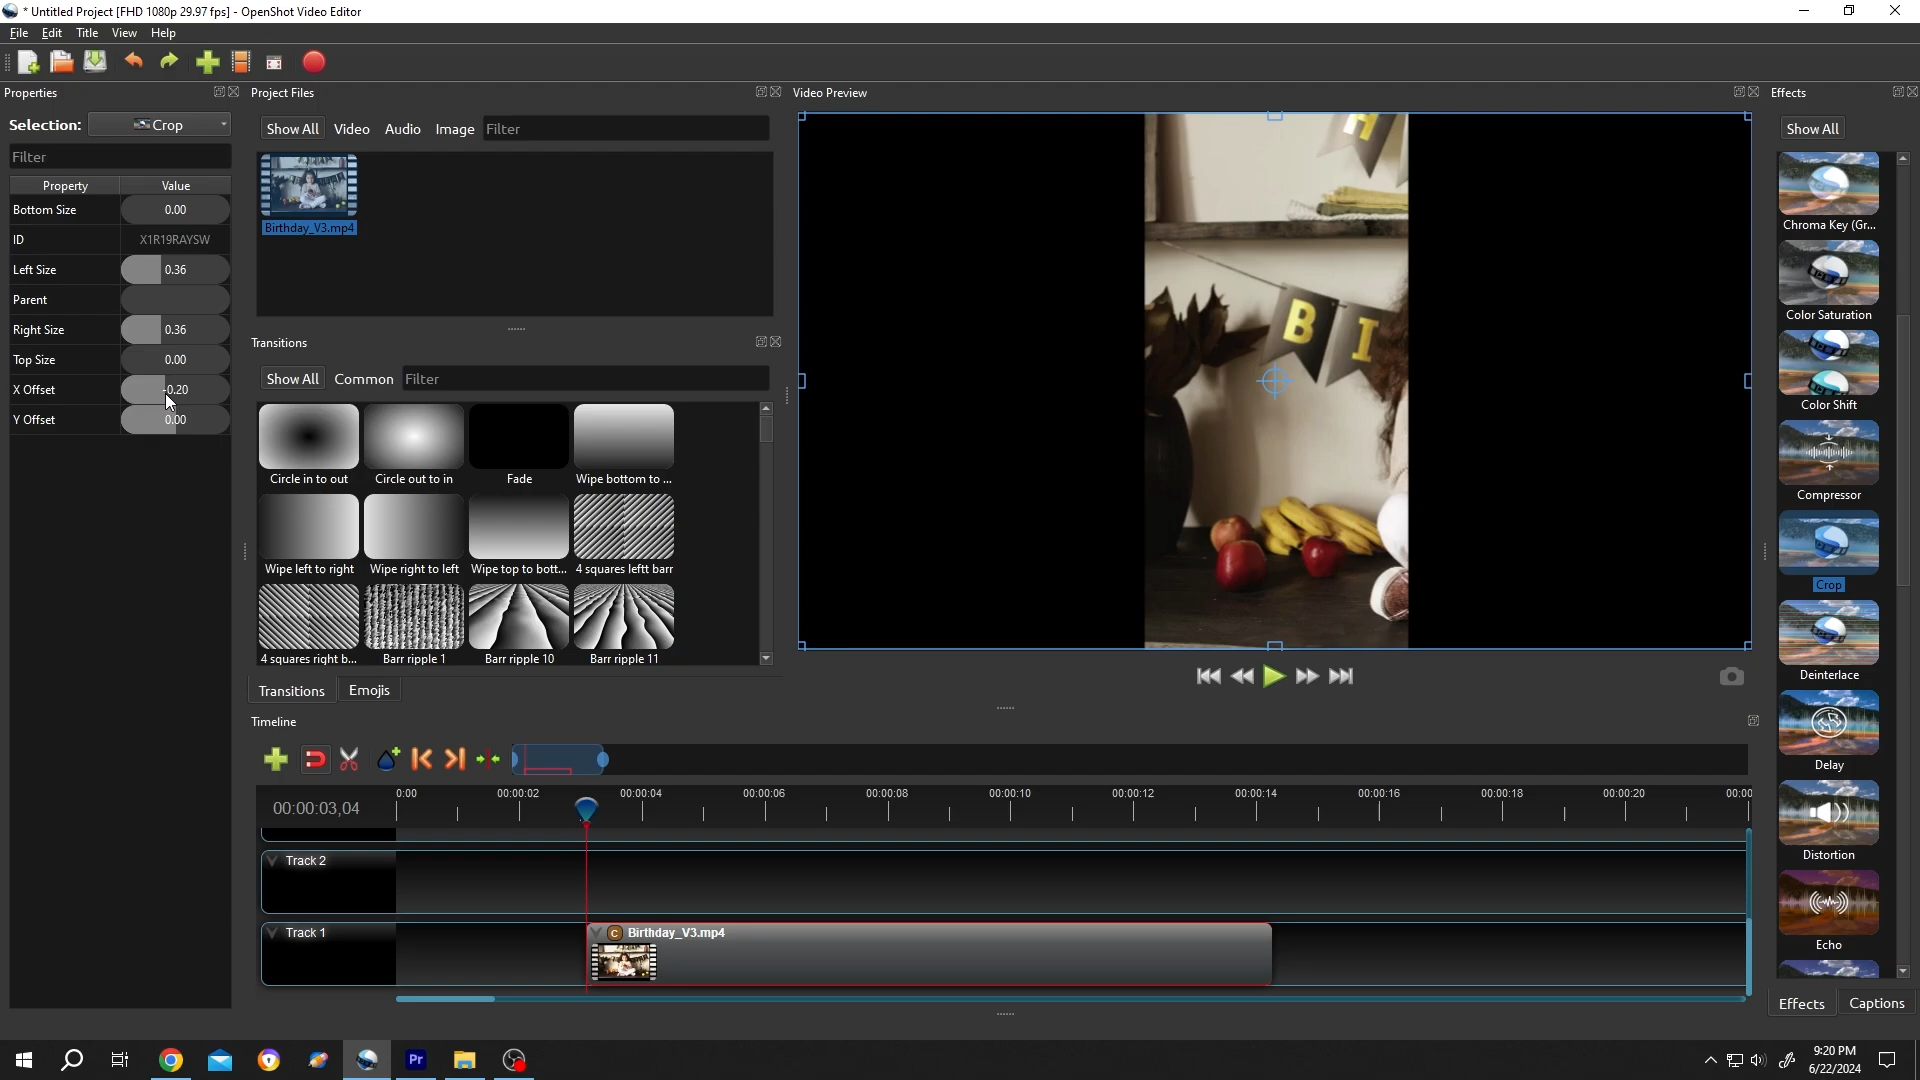 * Untitled Project [FHD 1080p 29.97 fps] - OpenShot Video Editor
File Edit Title View Help
Properties
Project Files
Video Preview
Effects
Selection: Crop
Show All Video Audio Image Filter
Show All
Filter
Property Value
Bottom Size 0.00
ID X1R19RAYSW
Left Size 0.36
Parent
Right Size 0.36
Top Size 0.00
X Offset -0.20
Y Offset 0.00
Birthday_V3.mp4
Transitions
Show All Common Filter
Circle in to out Circle out to in Fade Wipe bottom to ...
Wipe left to right Wipe right to left Wipe top to bott... 4 squares leftt barr
4 squares right b... Barr ripple 1 Barr ripple 10 Barr ripple 11
Transitions Emojis
H
B I
Chroma Key (Gr...
Color Saturation
Color Shift
Compressor
Crop
Deinterlace
Delay
Distortion
Echo
Effects Captions
Timeline
00:00:03,04
0:00 00:00:02 00:00:04 00:00:06 00:00:08 00:00:10 00:00:12 00:00:14 00:00:16 00:00:18 00:00:20 00:00
Track 2
Track 1
C Birthday_V3.mp4
Pr
9:20 PM
6/22/2024